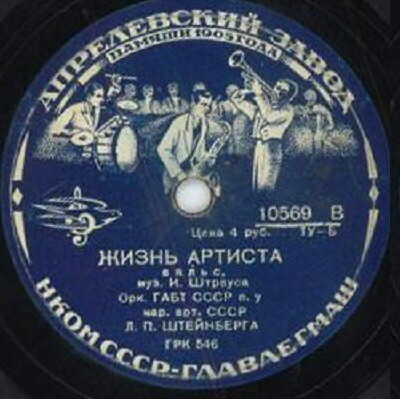 АПРЕЛЕВСКИЙ ЗАВОД
ПАМЯТИ 1905 ГОДА
10569 В
Цена 4 руб. ТУ-Б
ЖИЗНЬ АРТИСТА
вальс.
муз. И. Штрауса
Орк. ГАБТ СССР п. у
нар. арт. СССР
Л. П. ШТЕЙНБЕРГА
ГРК 546
НКОМ СССР-ГЛАВЛЕГМАШ